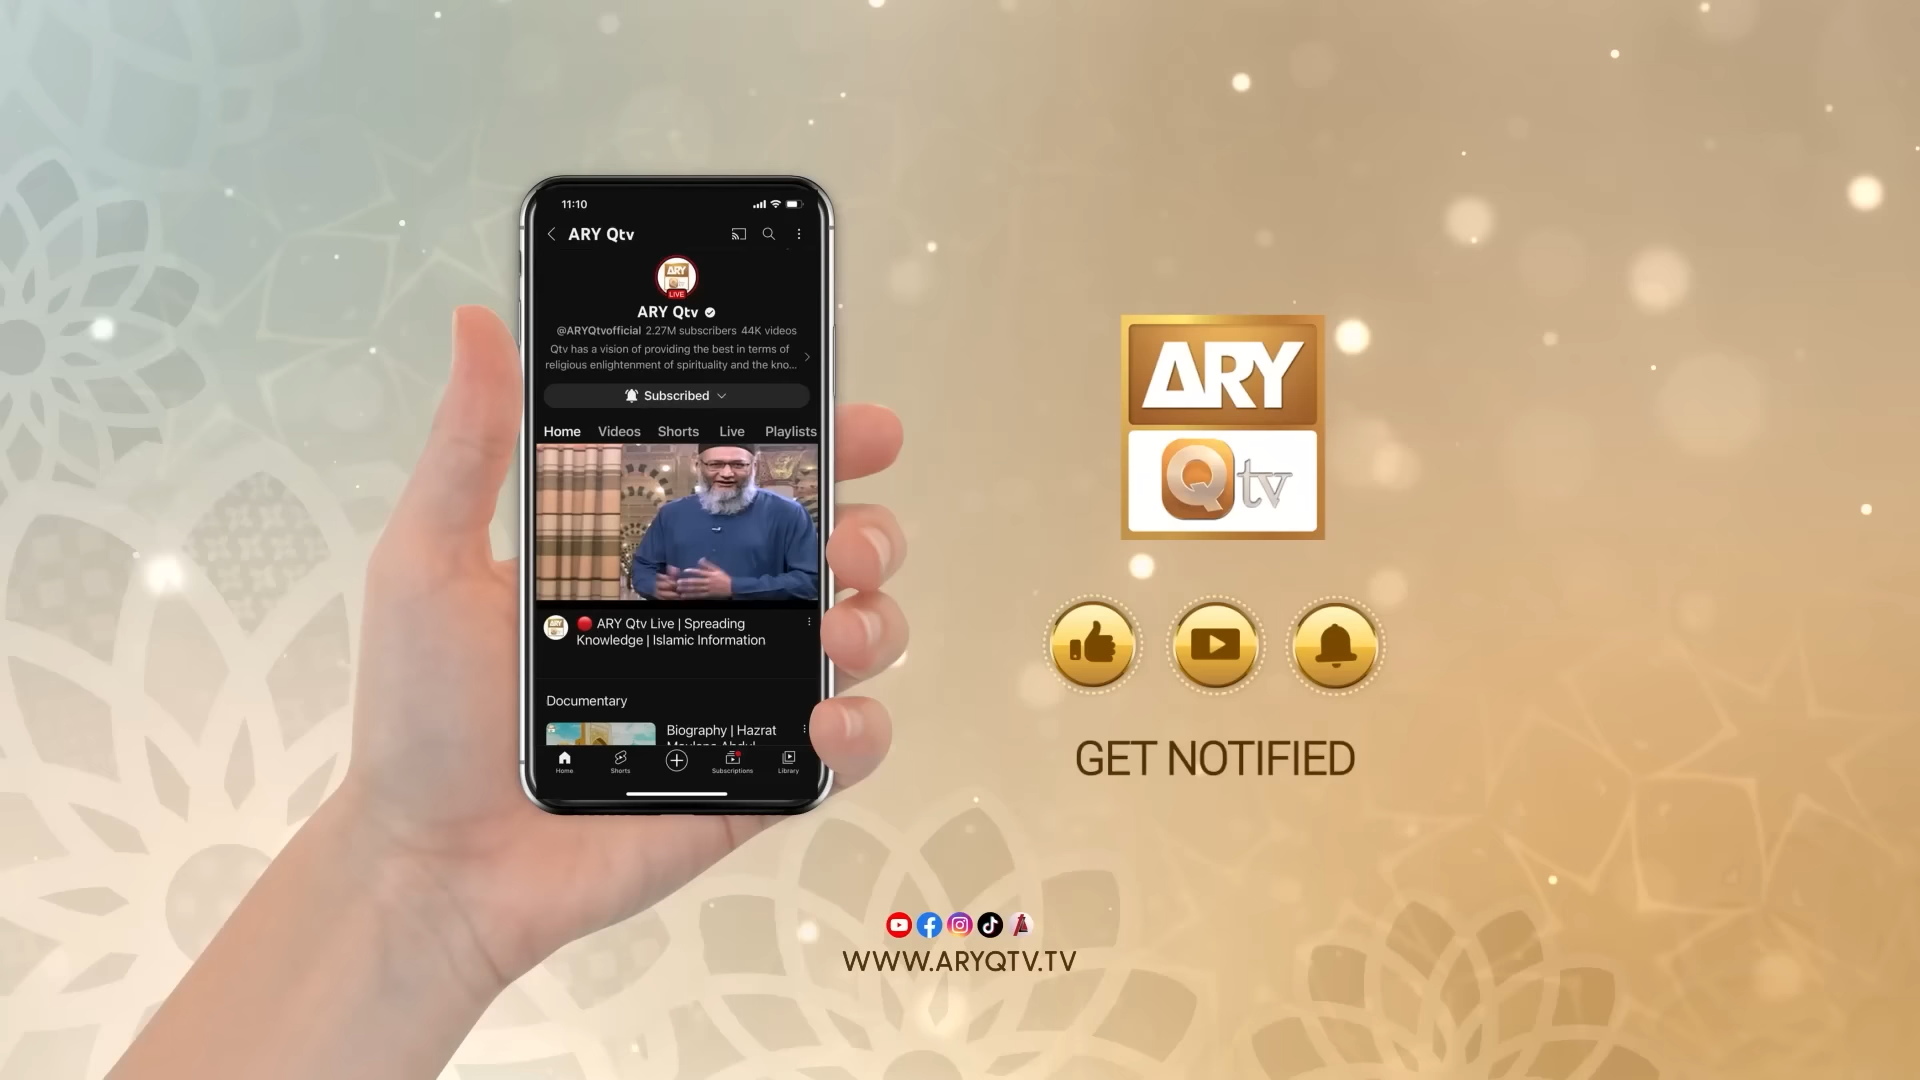 11:10
ARY Qtv
ARY
LIVE
ARY Qtv
@ARYQtvofficial 2.27M subscribers 44K videos
Qtv has a vision of providing the best in terms of
religious enlightenment of spirituality and the kno...
Subscribed
Home Videos Shorts Live Playlists
ARY Qtv Live | Spreading
Knowledge | Islamic Information
Documentary
Biography | Hazrat
Home Shorts Subscriptions Library
ARY
Qtv
GET NOTIFIED
WWW.ARYQTV.TV